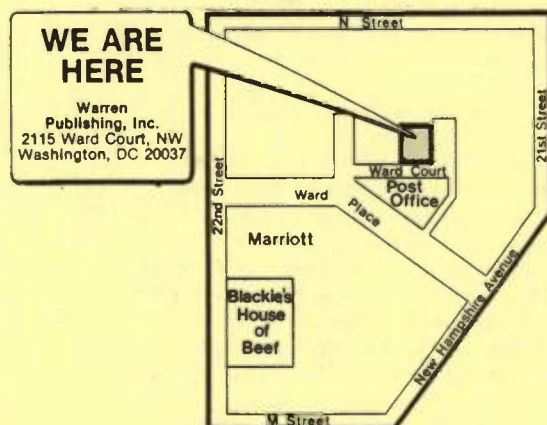 WE ARE
HERE
Warren
Publishing, Inc.
2115 Ward Court, NW
Washington, DC 20037
N Street
21st Street
22nd Street
Ward Court
Post
Office
Ward Place
Marriott
Blackie's
House
of
Beef
New Hampshire Avenue
M Street